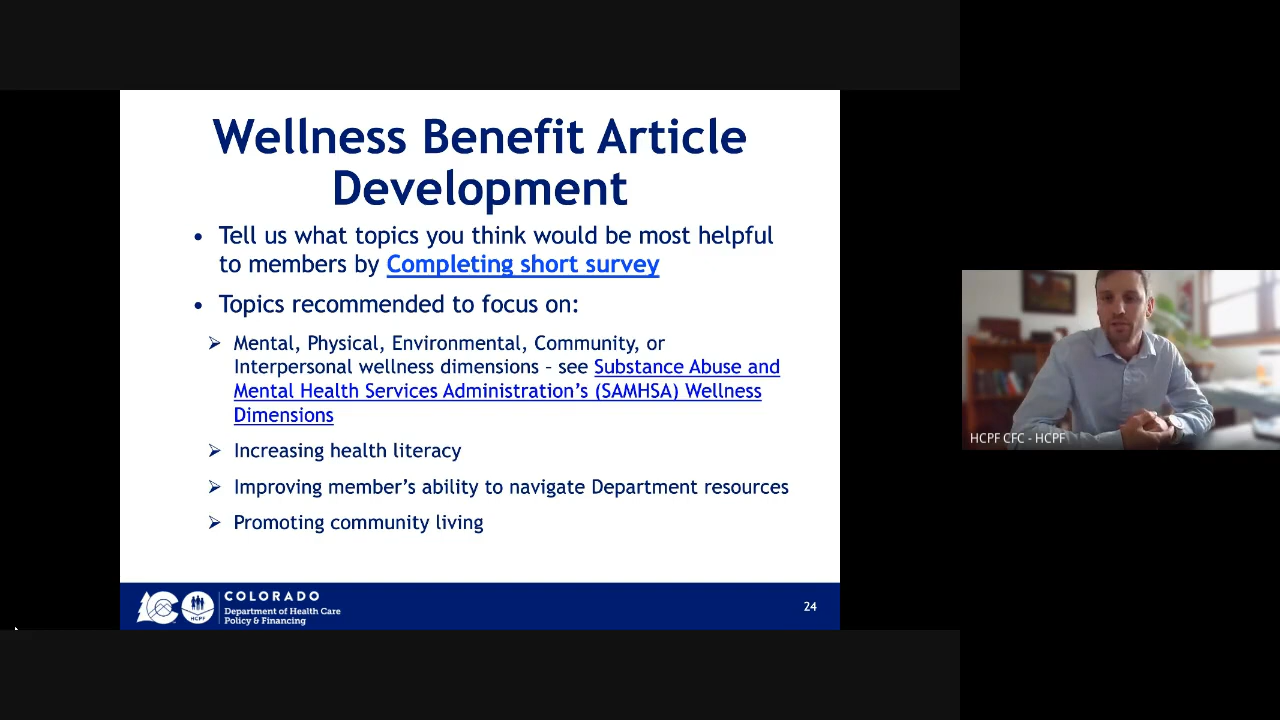 Wellness Benefit Article
Development
• Tell us what topics you think would be most helpful
to members by Completing short survey
• Topics recommended to focus on:
➢ Mental, Physical, Environmental, Community, or
Interpersonal wellness dimensions – see Substance Abuse and
Mental Health Services Administration's (SAMHSA) Wellness
Dimensions
➢ Increasing health literacy
➢ Improving member's ability to navigate Department resources
➢ Promoting community living
HCPF
COLORADO
Department of Health Care
Policy & Financing
24
HCPF CFC - HCPF